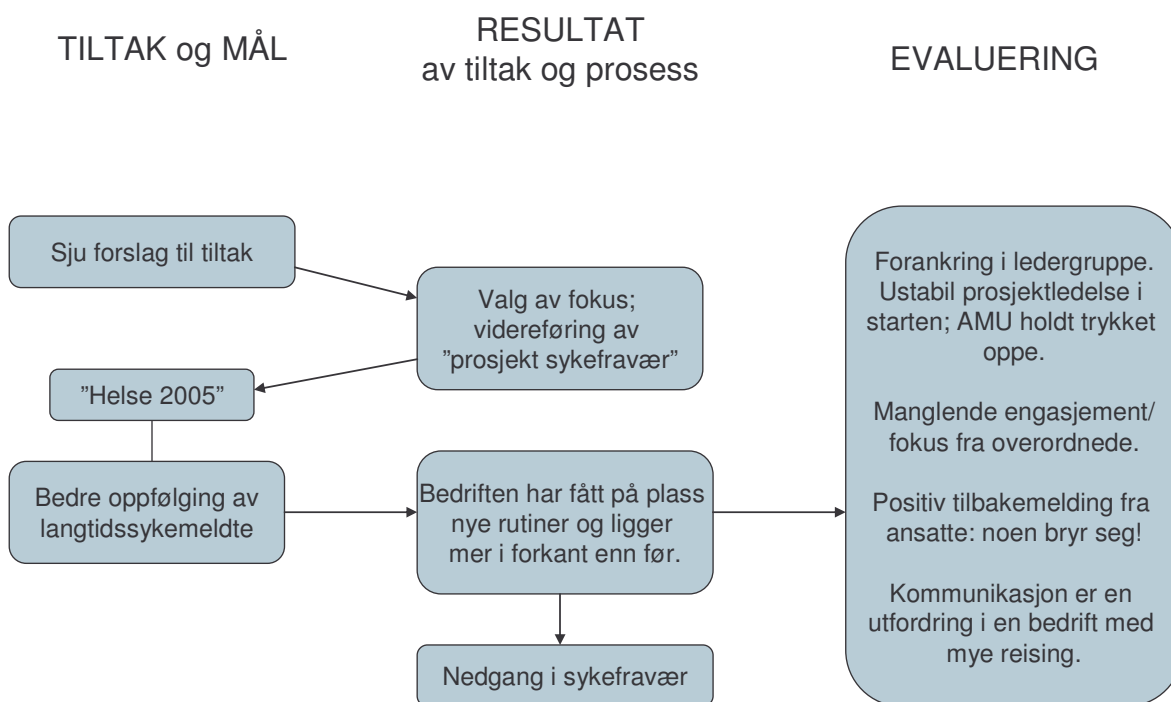 TILTAK og MÅL
RESULTAT
av tiltak og prosess
EVALUERING
Sju forslag til tiltak
Valg av fokus;
videreføring av
”prosjekt sykefravær”
”Helse 2005”
Bedre oppfølging av
langtidssykemeldte
Bedriften har fått på plass
nye rutiner og ligger
mer i forkant enn før.
Nedgang i sykefravær
Forankring i ledergruppe.
Ustabil prosjektledelse i
starten; AMU holdt trykket
oppe.
Manglende engasjement/
fokus fra overordnede.
Positiv tilbakemelding fra
ansatte: noen bryr seg!
Kommunikasjon er en
utfordring i en bedrift med
mye reising.